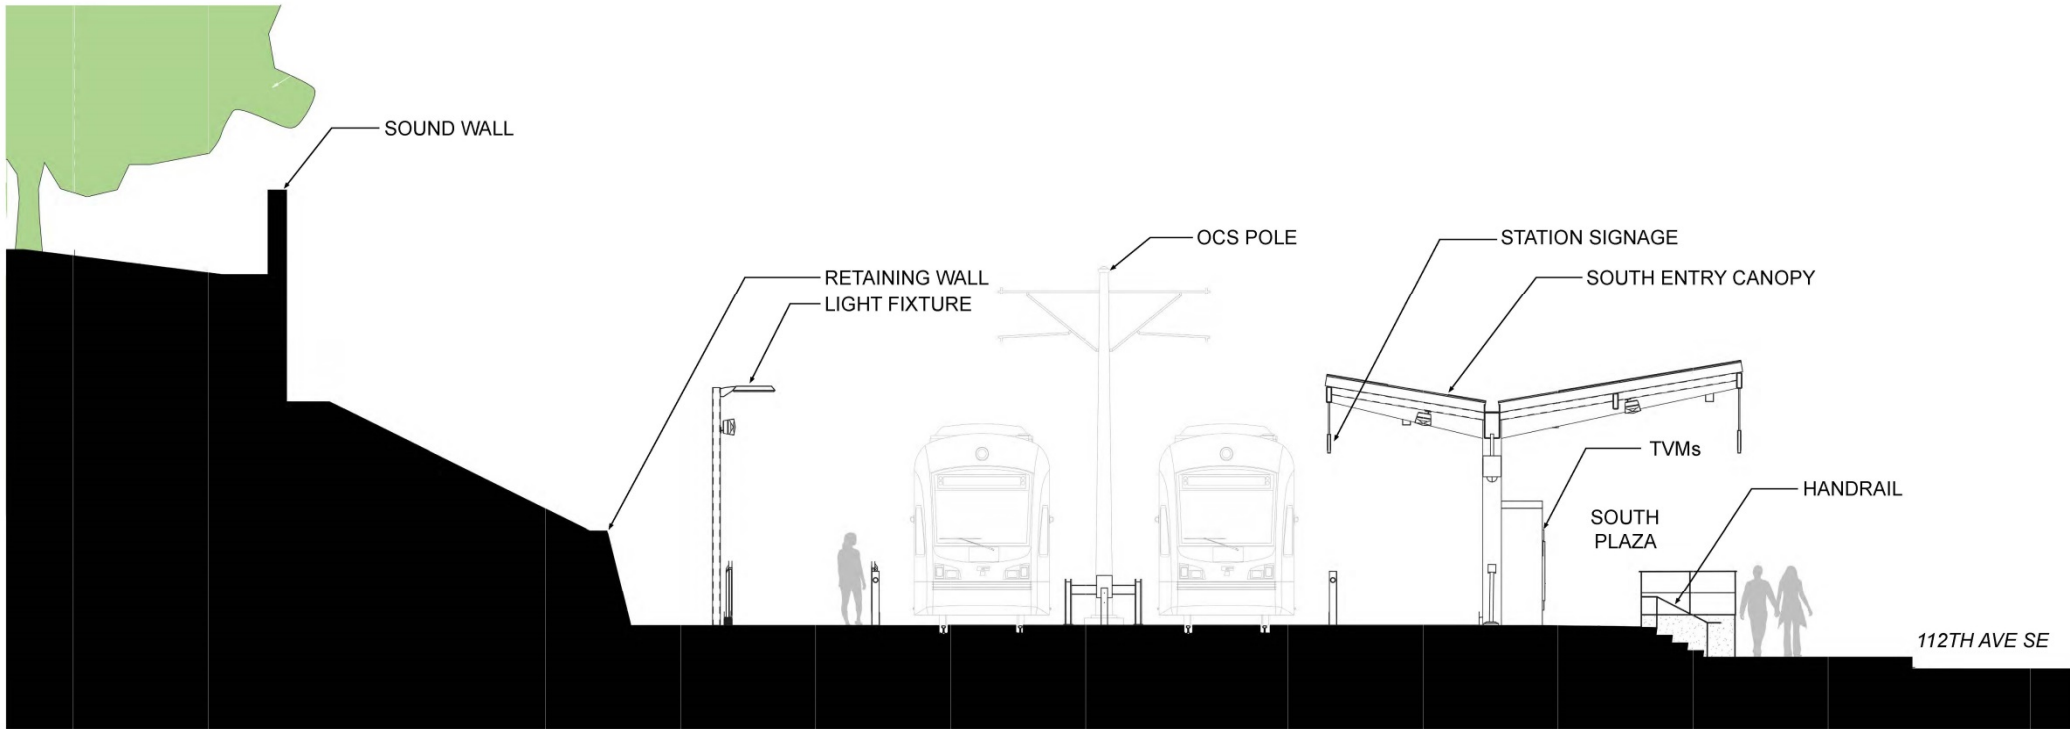 SOUND WALL
OCS POLE
STATION SIGNAGE
RETAINING WALL
SOUTH ENTRY CANOPY
LIGHT FIXTURE
TVMs
HANDRAIL
SOUTH
PLAZA
112TH AVE SE